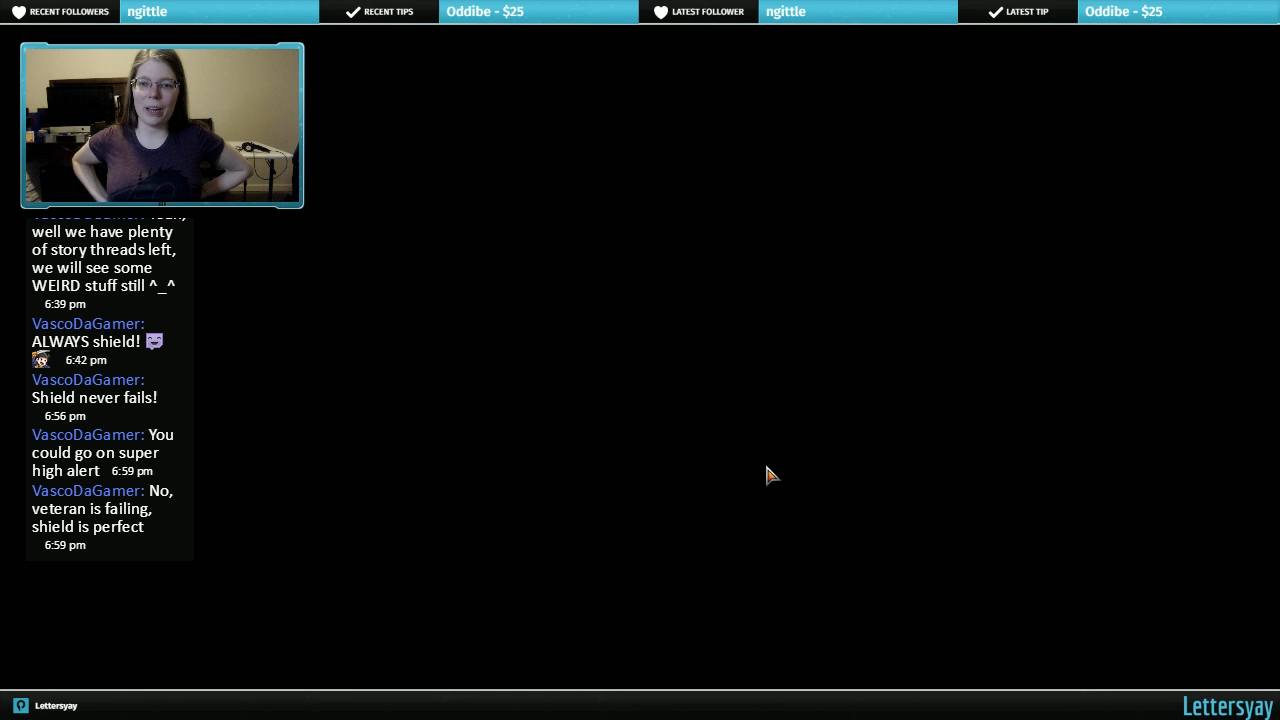 RECENT FOLLOWERS ngittle RECENT TIPS Oddibe - $25 LATEST FOLLOWER ngittle LATEST TIP Oddibe - $25
well we have plenty
of story threads left,
we will see some
WEIRD stuff still ^_^
6:39 pm
VascoDaGamer:
ALWAYS shield!
6:42 pm
VascoDaGamer:
Shield never fails!
6:56 pm
VascoDaGamer: You
could go on super
high alert 6:59 pm
VascoDaGamer: No,
veteran is failing,
shield is perfect
6:59 pm
Lettersyay
Lettersyay